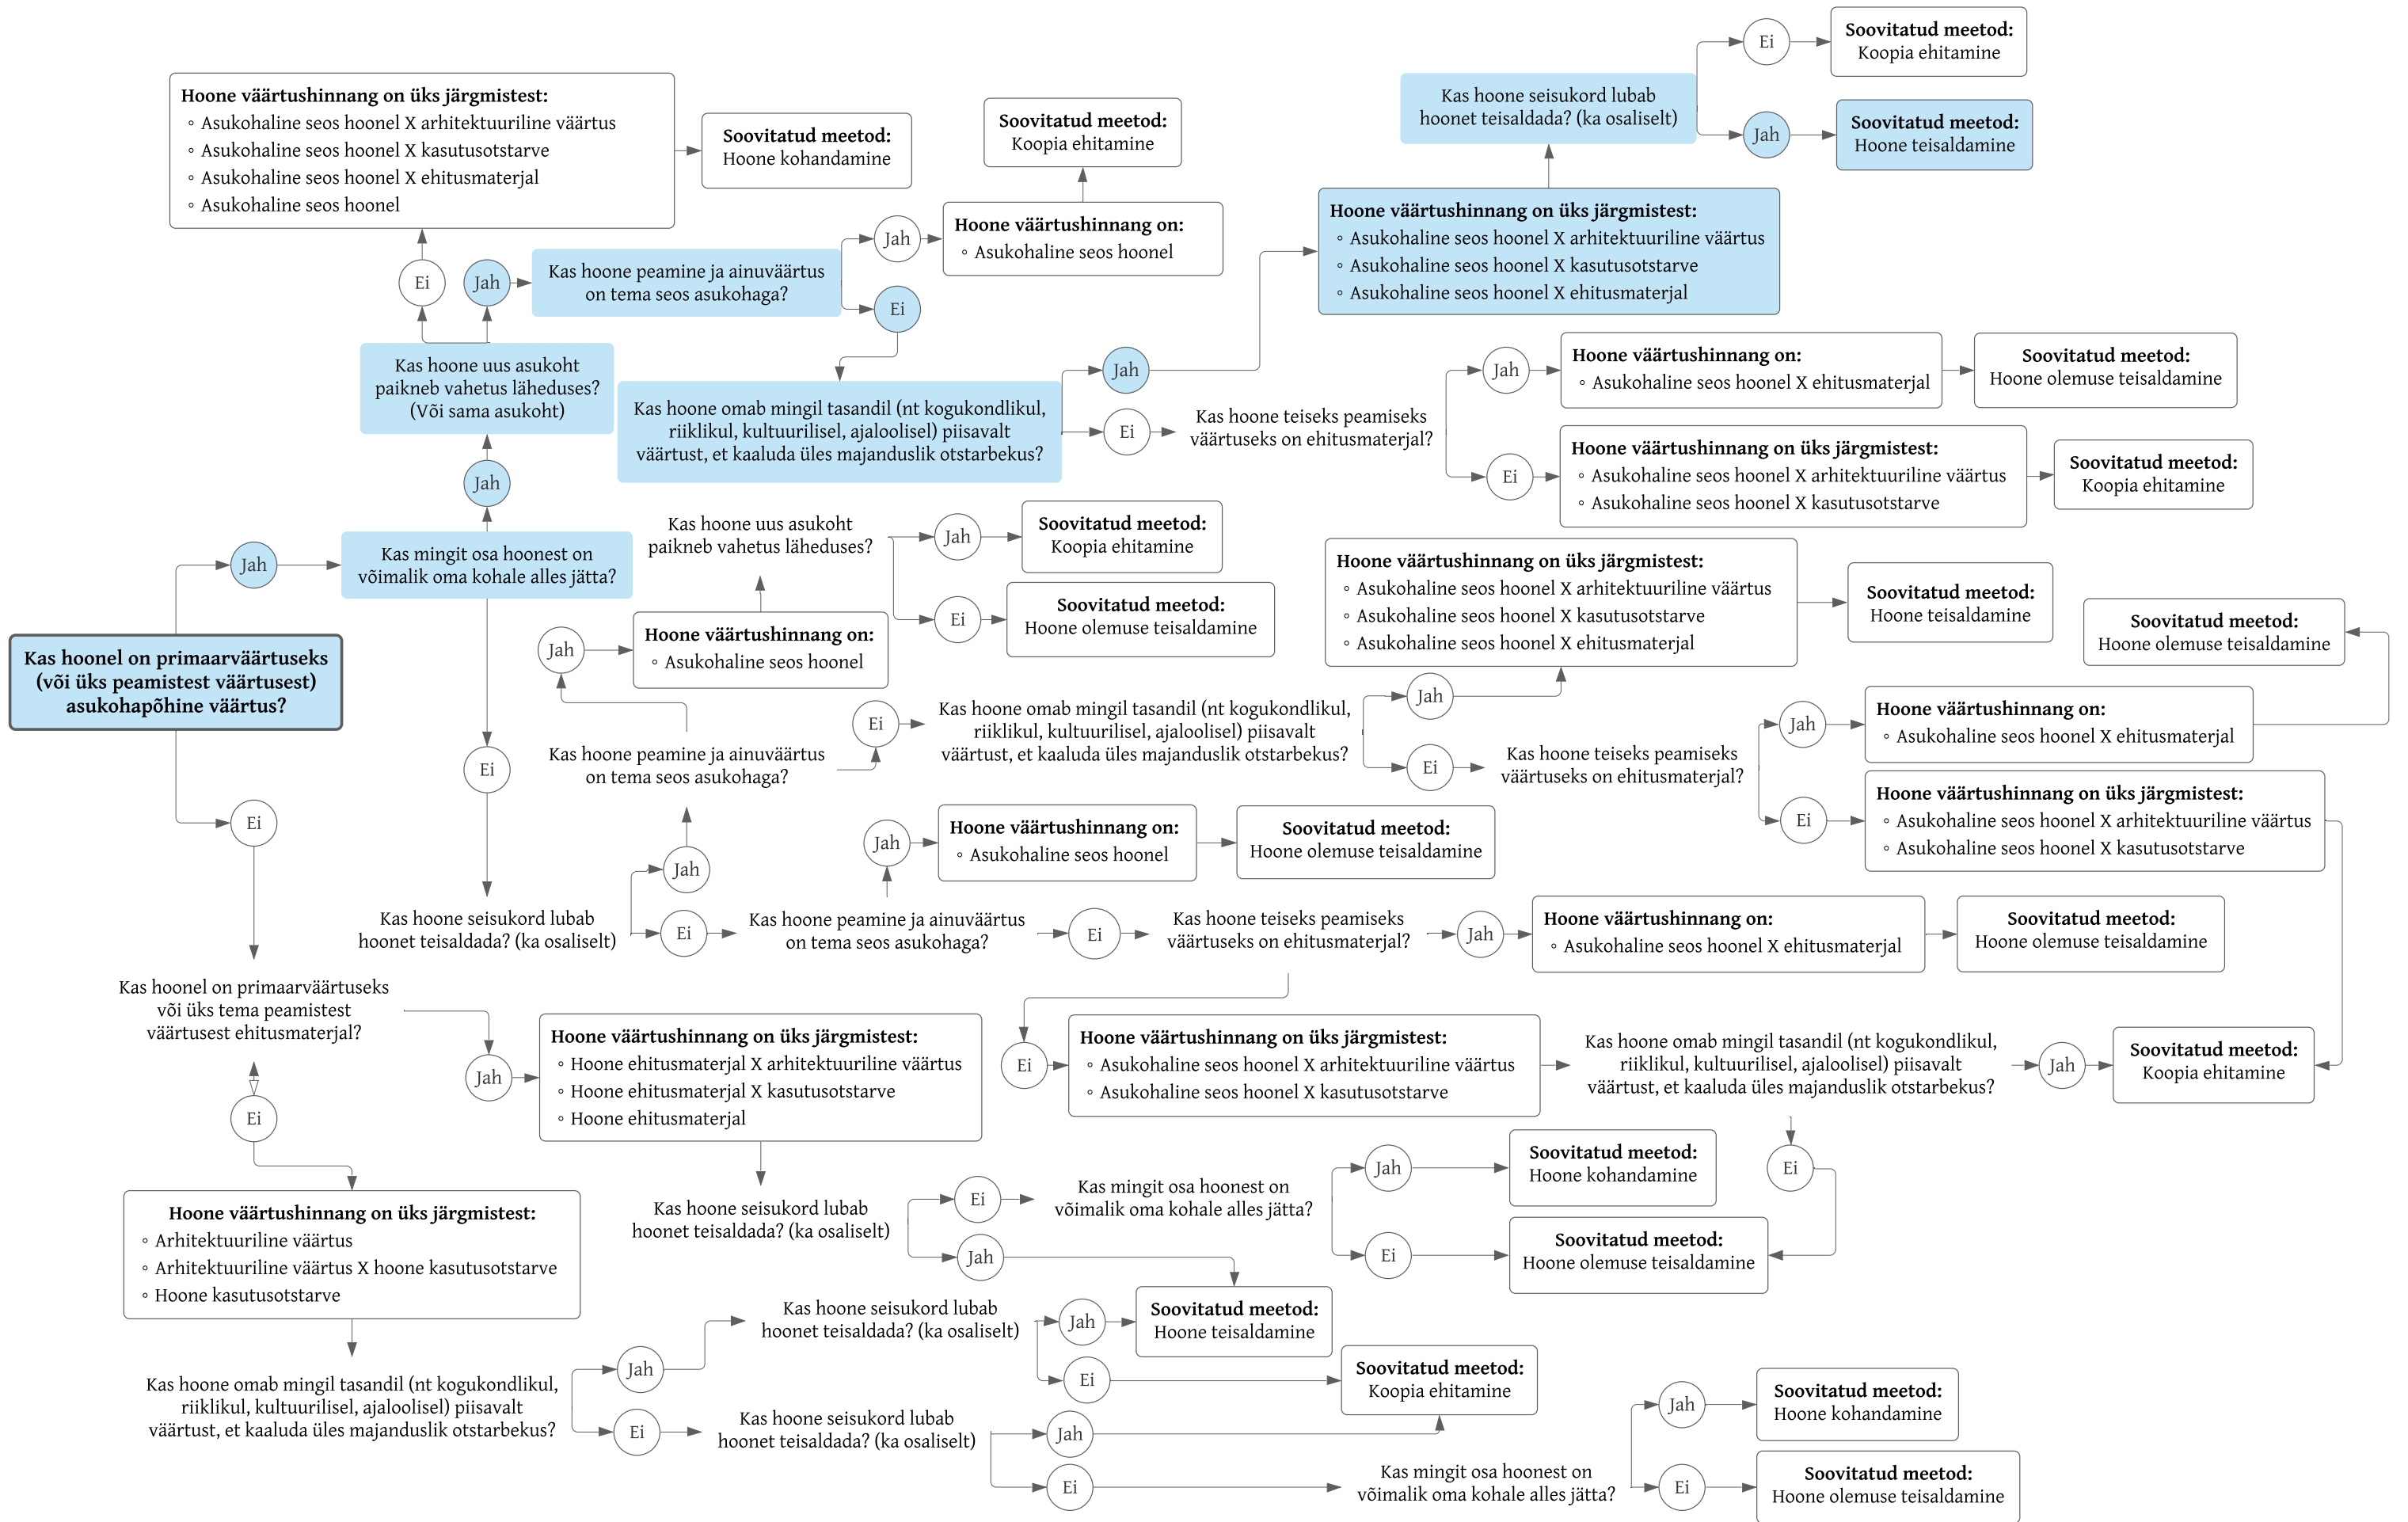 Kas hoonel on primaarväärtuseks
(või üks peamistest väärtusest)
asukohapõhine väärtus?
Jah
Kas mingit osa hoonest on
võimalik oma kohale alles jätta?
Jah
Kas hoone uus asukoht
paikneb vahetus läheduses?
(Või sama asukoht)
Ei
Hoone väärtushinnang on üks järgmistest:
◦ Asukohaline seos hoonel X arhitektuuriline väärtus
◦ Asukohaline seos hoonel X kasutusotstarve
◦ Asukohaline seos hoonel X ehitusmaterjal
◦ Asukohaline seos hoonel
Soovitatud meetod:
Hoone kohandamine
Jah
Kas hoone peamine ja ainuväärtus
on tema seos asukohaga?
Jah
Hoone väärtushinnang on:
◦ Asukohaline seos hoonel
Soovitatud meetod:
Koopia ehitamine
Ei
Kas hoone omab mingil tasandil (nt kogukondlikul,
riiklikul, kultuurilisel, ajaloolisel) piisavalt
väärtust, et kaaluda üles majanduslik otstarbekus?
Jah
Hoone väärtushinnang on üks järgmistest:
◦ Asukohaline seos hoonel X arhitektuuriline väärtus
◦ Asukohaline seos hoonel X kasutusotstarve
◦ Asukohaline seos hoonel X ehitusmaterjal
Kas hoone seisukord lubab
hoonet teisaldada? (ka osaliselt)
Ei
Soovitatud meetod:
Koopia ehitamine
Jah
Soovitatud meetod:
Hoone teisaldamine
Ei
Kas hoone teiseks peamiseks
väärtuseks on ehitusmaterjal?
Jah
Hoone väärtushinnang on:
◦ Asukohaline seos hoonel X ehitusmaterjal
Soovitatud meetod:
Hoone olemuse teisaldamine
Ei
Hoone väärtushinnang on üks järgmistest:
◦ Asukohaline seos hoonel X arhitektuuriline väärtus
◦ Asukohaline seos hoonel X kasutusotstarve
Soovitatud meetod:
Koopia ehitamine
Ei
Kas hoone seisukord lubab
hoonet teisaldada? (ka osaliselt)
Jah
Kas hoone peamine ja ainuväärtus
on tema seos asukohaga?
Jah
Hoone väärtushinnang on:
◦ Asukohaline seos hoonel
Kas hoone uus asukoht
paikneb vahetus läheduses?
Jah
Soovitatud meetod:
Koopia ehitamine
Ei
Soovitatud meetod:
Hoone olemuse teisaldamine
Ei
Kas hoone omab mingil tasandil (nt kogukondlikul,
riiklikul, kultuurilisel, ajaloolisel) piisavalt
väärtust, et kaaluda üles majanduslik otstarbekus?
Jah
Hoone väärtushinnang on üks järgmistest:
◦ Asukohaline seos hoonel X arhitektuuriline väärtus
◦ Asukohaline seos hoonel X kasutusotstarve
◦ Asukohaline seos hoonel X ehitusmaterjal
Soovitatud meetod:
Hoone teisaldamine
Ei
Kas hoone teiseks peamiseks
väärtuseks on ehitusmaterjal?
Jah
Hoone väärtushinnang on:
◦ Asukohaline seos hoonel X ehitusmaterjal
Soovitatud meetod:
Hoone olemuse teisaldamine
Ei
Hoone väärtushinnang on üks järgmistest:
◦ Asukohaline seos hoonel X arhitektuuriline väärtus
◦ Asukohaline seos hoonel X kasutusotstarve
Ei
Kas hoone peamine ja ainuväärtus
on tema seos asukohaga?
Jah
Hoone väärtushinnang on:
◦ Asukohaline seos hoonel
Soovitatud meetod:
Hoone olemuse teisaldamine
Ei
Kas hoone teiseks peamiseks
väärtuseks on ehitusmaterjal?
Jah
Hoone väärtushinnang on:
◦ Asukohaline seos hoonel X ehitusmaterjal
Soovitatud meetod:
Hoone olemuse teisaldamine
Ei
Hoone väärtushinnang on üks järgmistest:
◦ Asukohaline seos hoonel X arhitektuuriline väärtus
◦ Asukohaline seos hoonel X kasutusotstarve
Kas hoone omab mingil tasandil (nt kogukondlikul,
riiklikul, kultuurilisel, ajaloolisel) piisavalt
väärtust, et kaaluda üles majanduslik otstarbekus?
Jah
Soovitatud meetod:
Koopia ehitamine
Ei
Ei
Kas hoonel on primaarväärtuseks
või üks tema peamistest
väärtusest ehitusmaterjal?
Jah
Hoone väärtushinnang on üks järgmistest:
◦ Hoone ehitusmaterjal X arhitektuuriline väärtus
◦ Hoone ehitusmaterjal X kasutusotstarve
◦ Hoone ehitusmaterjal
Kas hoone seisukord lubab
hoonet teisaldada? (ka osaliselt)
Ei
Kas mingit osa hoonest on
võimalik oma kohale alles jätta?
Jah
Soovitatud meetod:
Hoone kohandamine
Ei
Soovitatud meetod:
Hoone olemuse teisaldamine
Jah
Ei
Hoone väärtushinnang on üks järgmistest:
◦ Arhitektuuriline väärtus
◦ Arhitektuuriline väärtus X hoone kasutusotstarve
◦ Hoone kasutusotstarve
Kas hoone omab mingil tasandil (nt kogukondlikul,
riiklikul, kultuurilisel, ajaloolisel) piisavalt
väärtust, et kaaluda üles majanduslik otstarbekus?
Jah
Kas hoone seisukord lubab
hoonet teisaldada? (ka osaliselt)
Jah
Soovitatud meetod:
Hoone teisaldamine
Ei
Soovitatud meetod:
Koopia ehitamine
Ei
Kas hoone seisukord lubab
hoonet teisaldada? (ka osaliselt)
Jah
Ei
Kas mingit osa hoonest on
võimalik oma kohale alles jätta?
Jah
Soovitatud meetod:
Hoone kohandamine
Ei
Soovitatud meetod:
Hoone olemuse teisaldamine